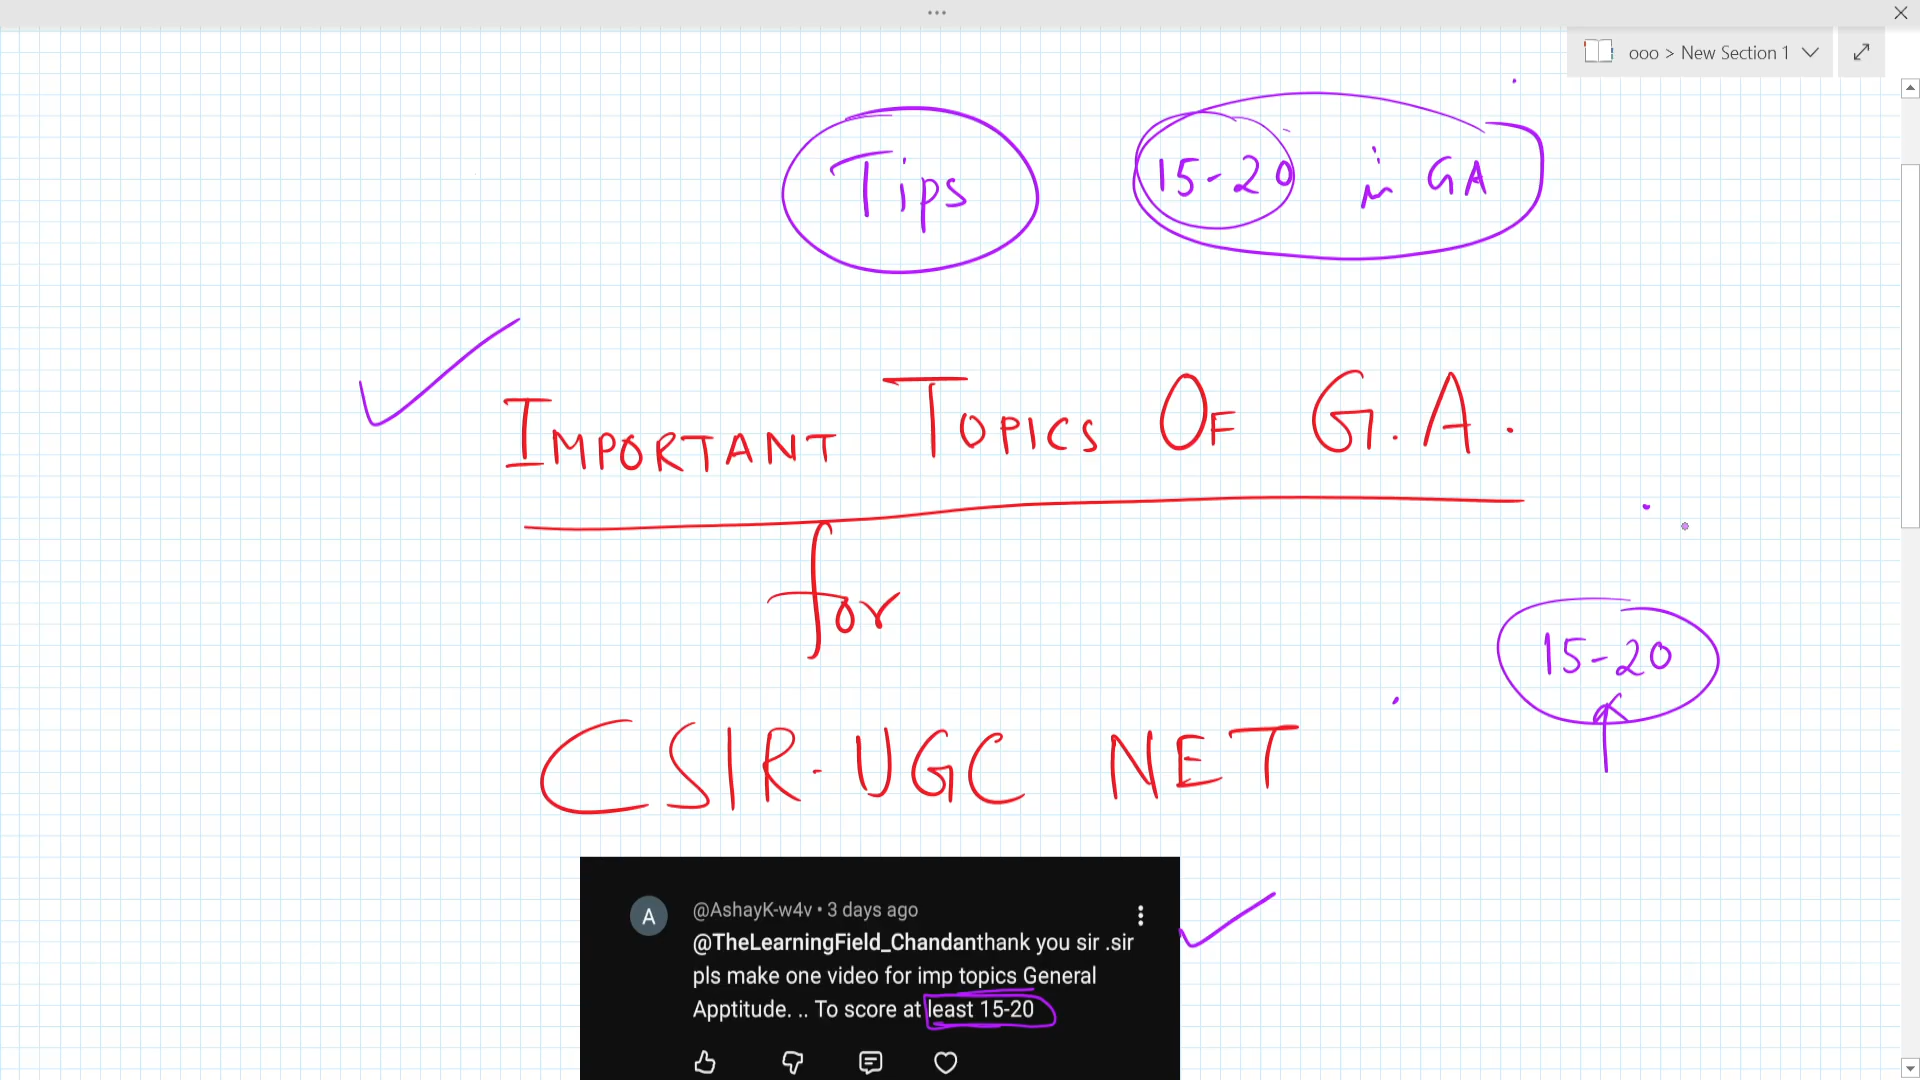 ooo > New Section 1
Tips
15-20 in GA
IMPORTANT TOPICS OF G.A.
for
15-20
CSIR-UGC NET
A
@AshayK-w4v • 3 days ago
@TheLearningField_Chandanthank you sir .sir
pls make one video for imp topics General
Apptitude. .. To score at least 15-20